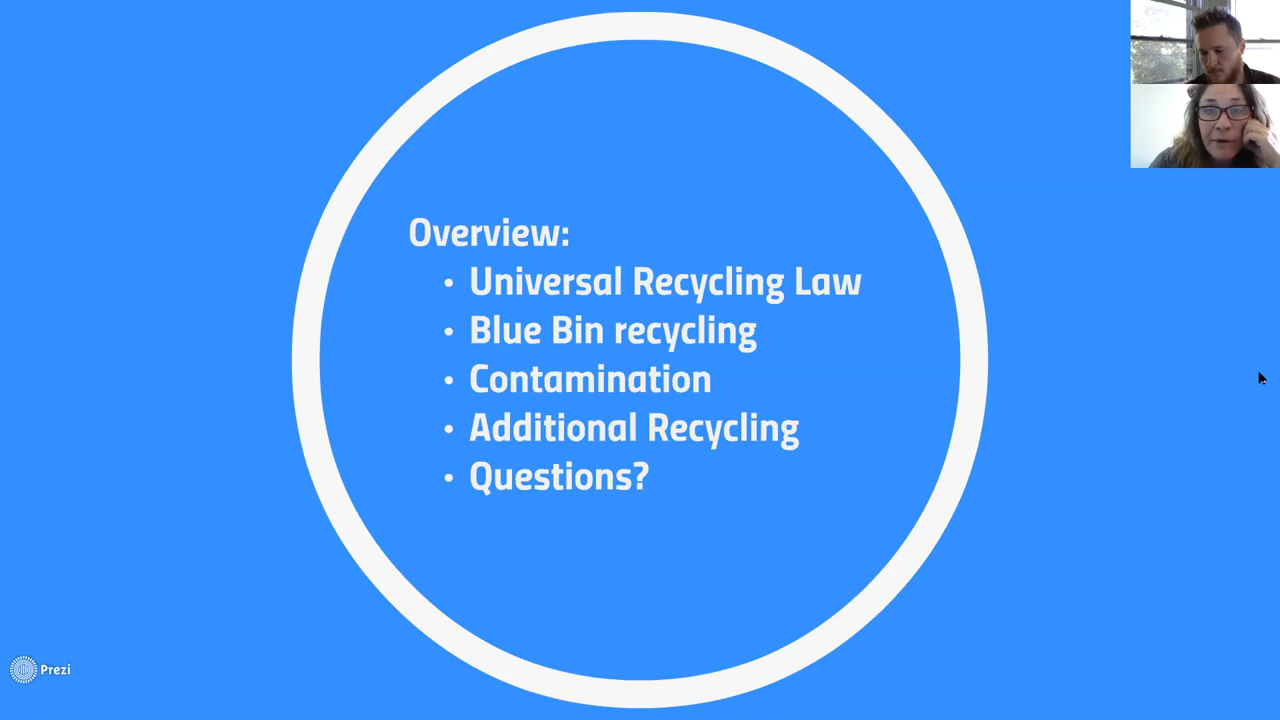 Overview:
• Universal Recycling Law
• Blue Bin recycling
• Contamination
• Additional Recycling
• Questions?
Prezi